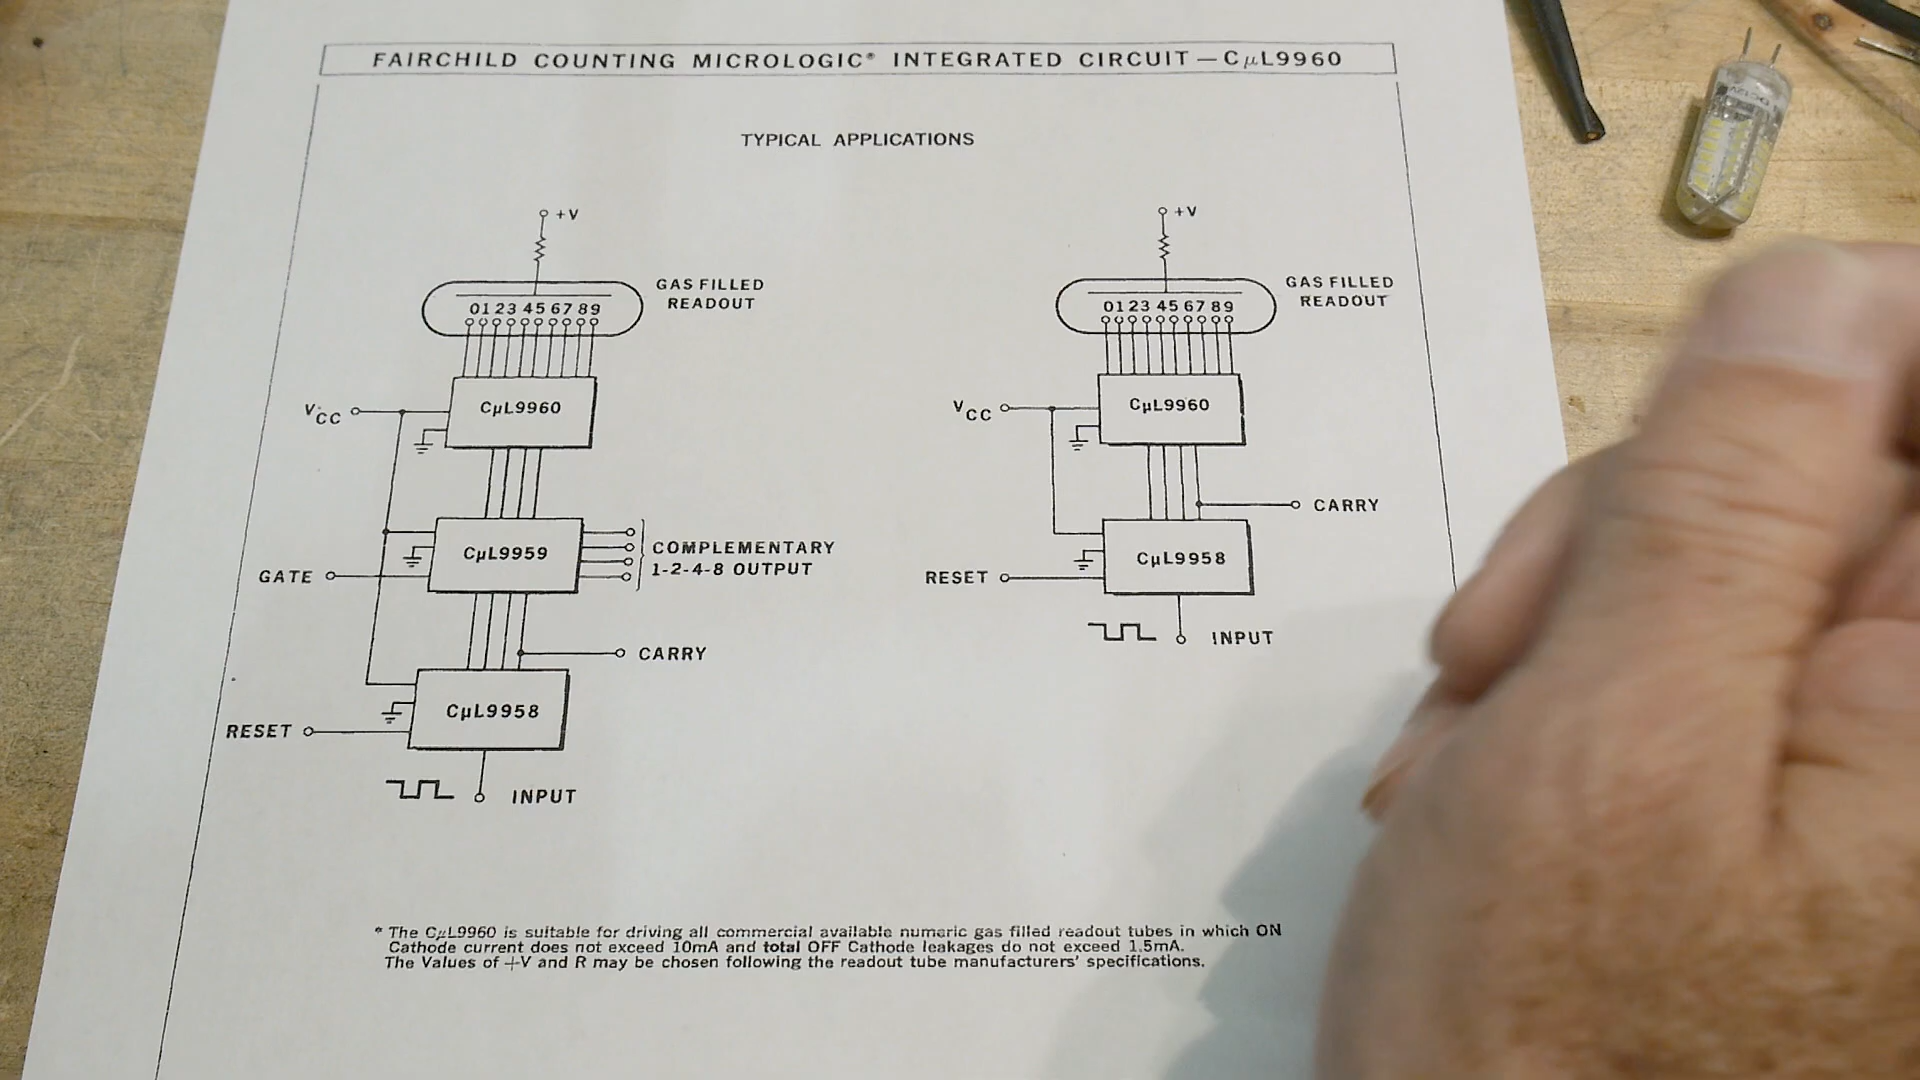 FAIRCHILD COUNTING MICROLOGIC* INTEGRATED CIRCUIT — CμL9960
TYPICAL APPLICATIONS
+V
GAS FILLED
READOUT
0 1 2 3 4 5 6 7 8 9
VCC
CμL9960
CμL9959
GATE
COMPLEMENTARY
1-2-4-8 OUTPUT
CARRY
CμL9958
RESET
INPUT
+V
GAS FILLED
READOUT
0 1 2 3 4 5 6 7 8 9
VCC
CμL9960
CARRY
CμL9958
RESET
INPUT
* The CμL9960 is suitable for driving all commercial available numeric gas filled readout tubes in which ON
Cathode current does not exceed 10mA and total OFF Cathode leakages do not exceed 1.5mA.
The Values of +V and R may be chosen following the readout tube manufacturers' specifications.